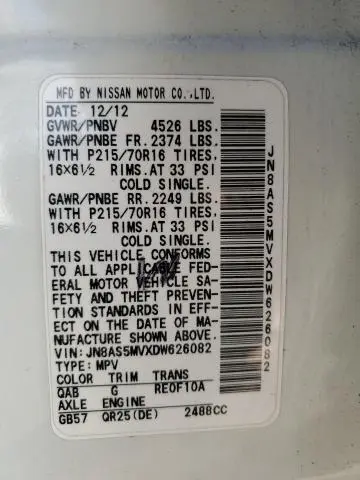 MFD BY NISSAN MOTOR CO.,LTD.
DATE 12/12
GVWR/PNBV 4526 LBS.
GAWR/PNBE FR. 2374 LBS.
WITH P215/70R16 TIRES,
16X6½ RIMS.AT 33 PSI
COLD SINGLE.
GAWR/PNBE RR. 2249 LBS.
WITH P215/70R16 TIRES,
16X6½ RIMS.AT 33 PSI
COLD SINGLE.
THIS VEHICLE CONFORMS
TO ALL APPLICABLE FED-
ERAL MOTOR VEHICLE SA-
FETY AND THEFT PREVEN-
TION STANDARDS IN EFF-
ECT ON THE DATE OF MA-
NUFACTURE SHOWN ABOVE.
VIN: JN8AS5MVXDW626082
TYPE: MPV
COLOR TRIM TRANS
QAB G RE0F10A
AXLE ENGINE
GB57 QR25(DE) 2488CC
JN8AS5MVXDW626082